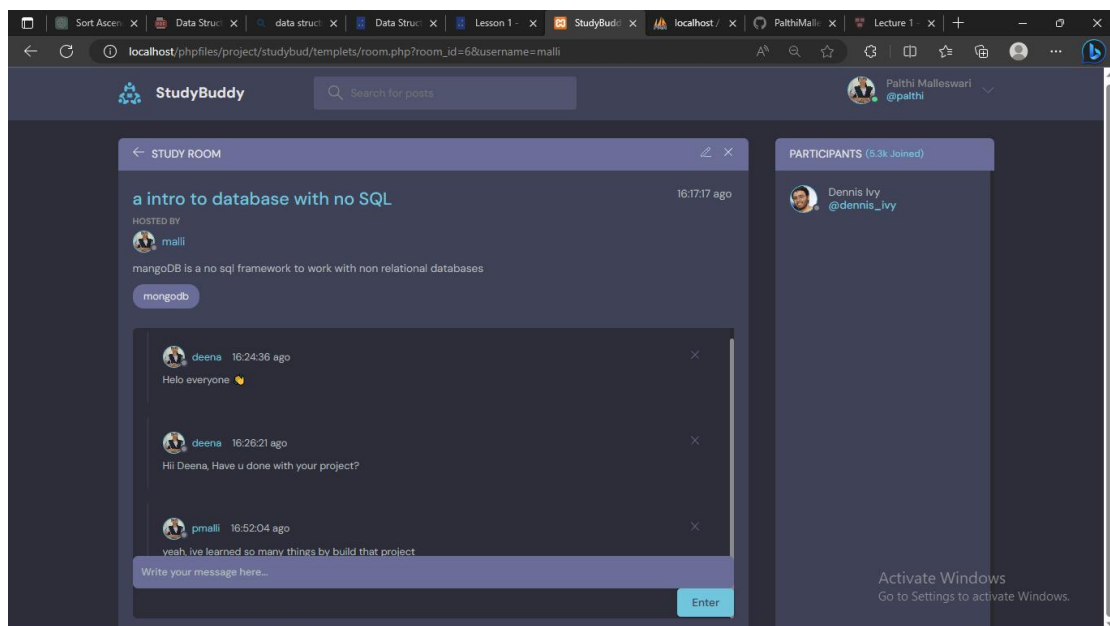 Sort Ascen
Data Struct
data struct
Data Struct
Lesson 1 -
StudyBudd
localhost /
PalthiMalle
Lecture 1 -
localhost/phpfiles/project/studybud/templets/room.php?room_id=6&username=malli
StudyBuddy
Search for posts
Palthi Malleswari
@palthi
STUDY ROOM
a intro to database with no SQL
16:17:17 ago
HOSTED BY
malli
mangoDB is a no sql framework to work with non relational databases
mongodb
deena 16:24:36 ago
Helo everyone 👏
deena 16:26:21 ago
Hii Deena, Have u done with your project?
pmalli 16:52:04 ago
yeah, ive learned so many things by build that project
Write your message here...
Enter
PARTICIPANTS (5.3k Joined)
Dennis Ivy
@dennis_ivy
Activate Windows
Go to Settings to activate Windows.